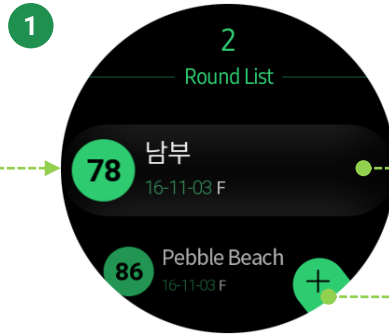 1
2
Round List
78
남부
16-11-03 F
86
Pebble Beach
16-11-03 F
+